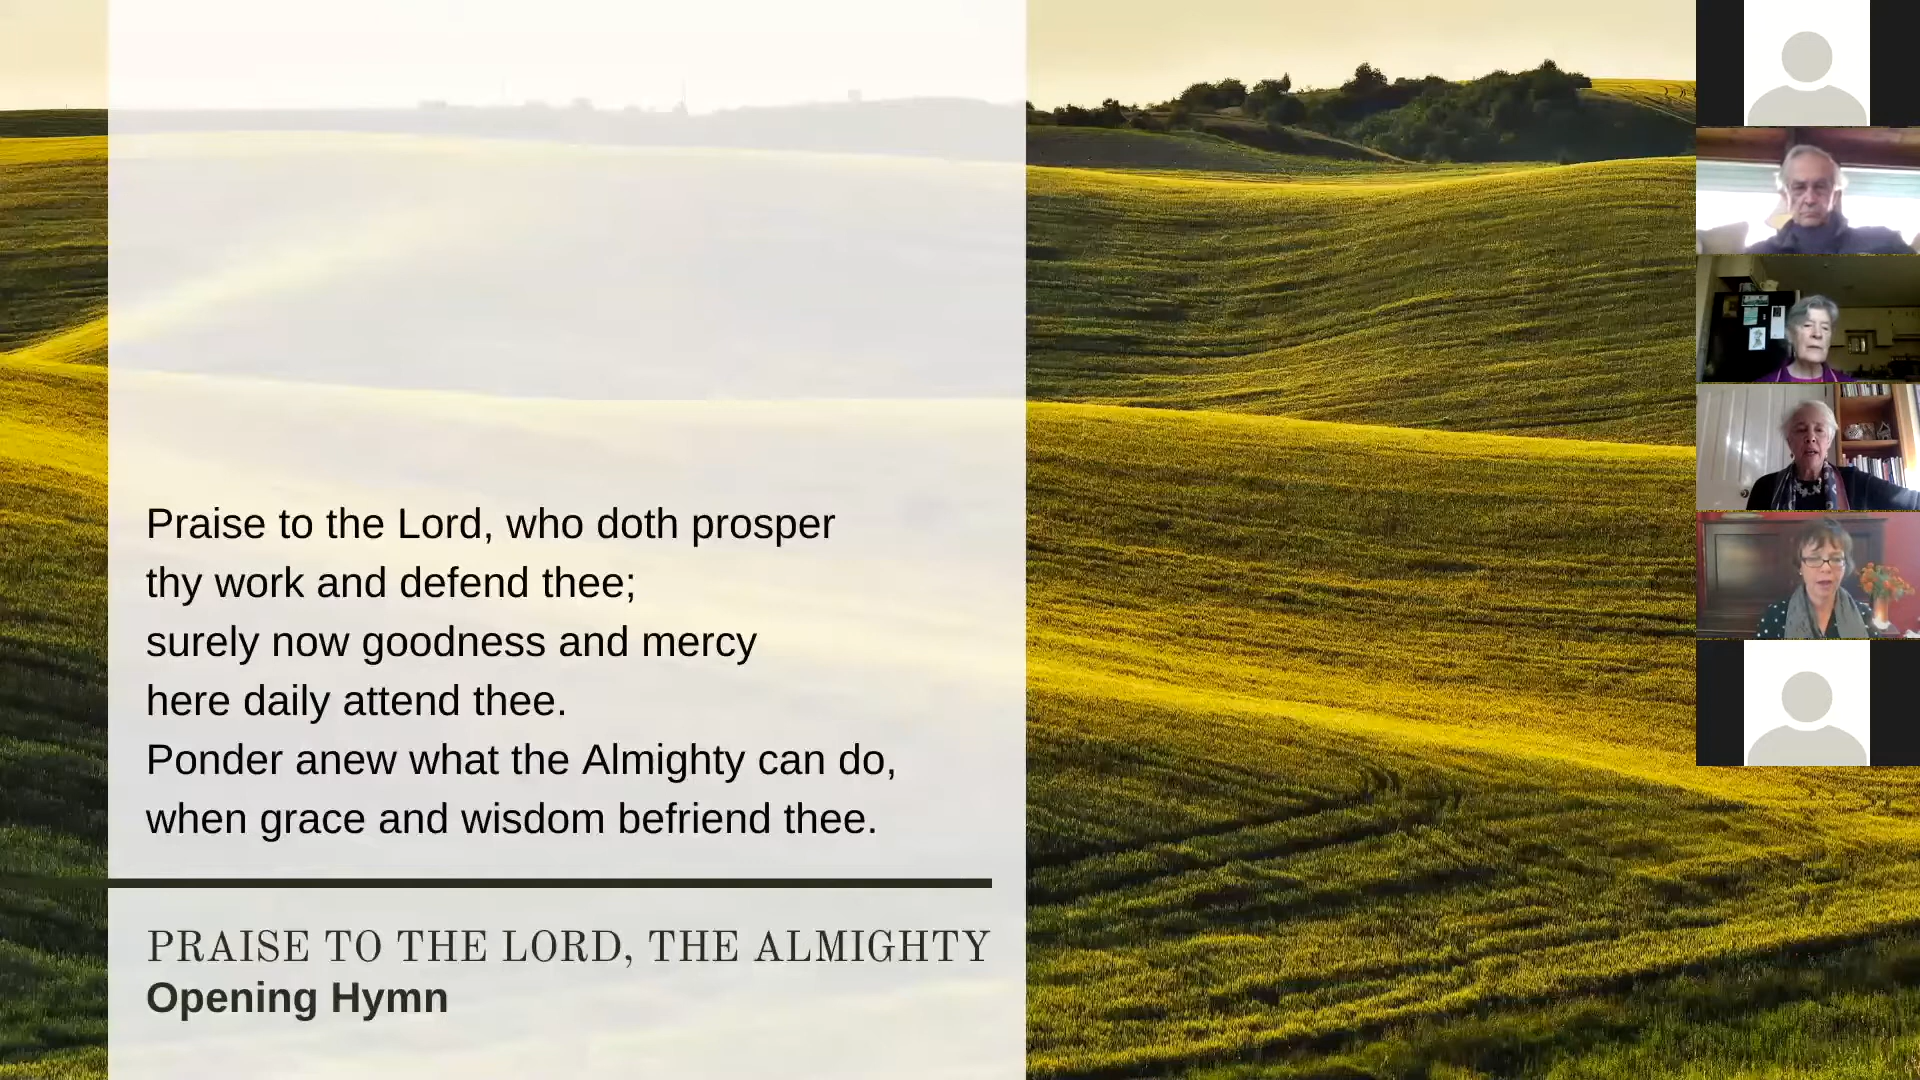 Praise to the Lord, who doth prosper
thy work and defend thee;
surely now goodness and mercy
here daily attend thee.
Ponder anew what the Almighty can do,
when grace and wisdom befriend thee.
PRAISE TO THE LORD, THE ALMIGHTY
Opening Hymn